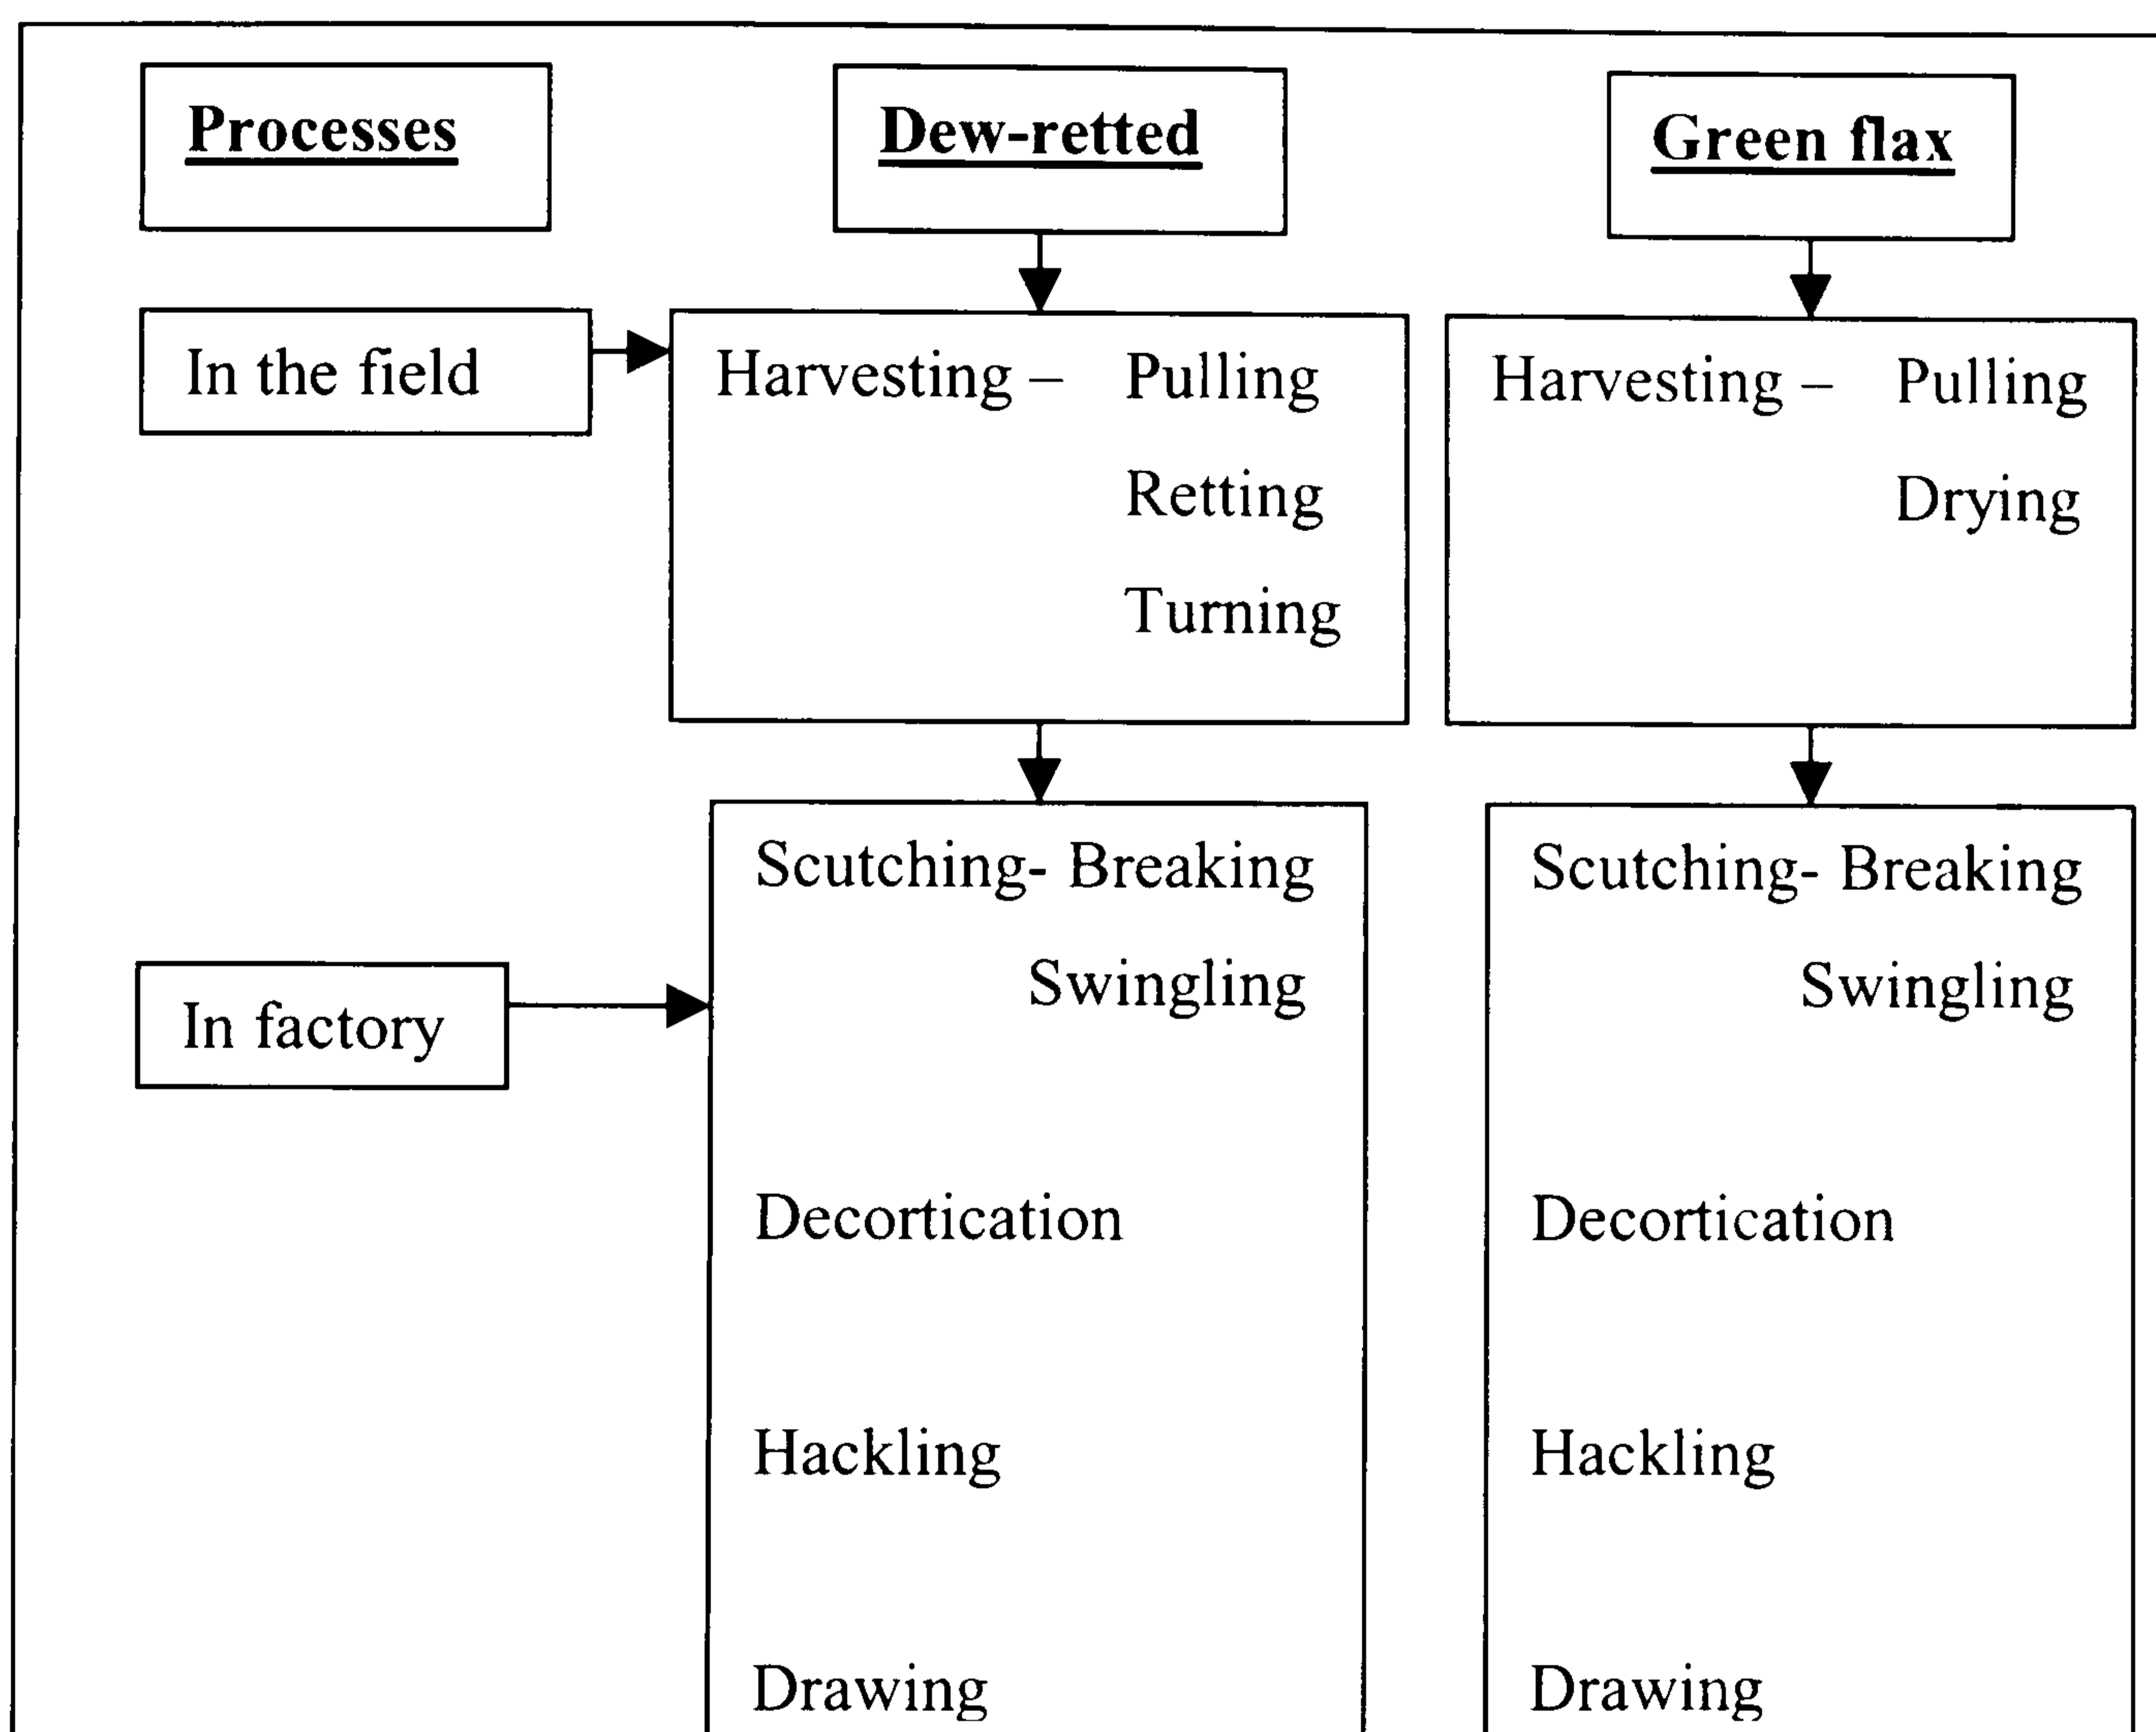 Processes
Dew-retted
Green flax
In the field
Harvesting – Pulling
Retting
Turning
Harvesting – Pulling
Drying
In factory
Scutching- Breaking
Swingling
Decortication
Hackling
Drawing
Scutching- Breaking
Swingling
Decortication
Hackling
Drawing